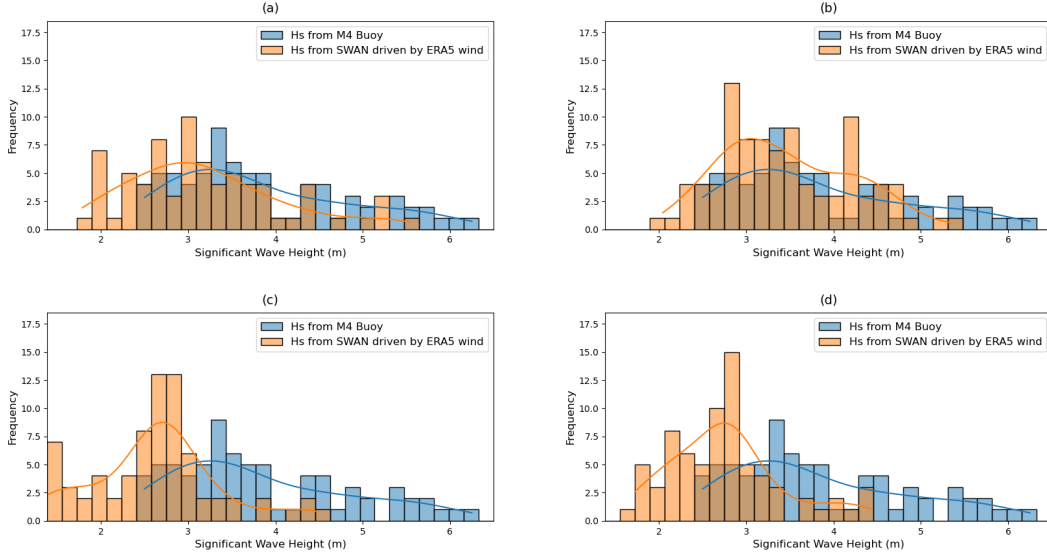 (a)
Hs from M4 Buoy
Hs from SWAN driven by ERA5 wind
17.5
15.0
12.5
10.0
7.5
5.0
2.5
0.0
Frequency
2 3 4 5 6
Significant Wave Height (m)
(b)
Hs from M4 Buoy
Hs from SWAN driven by ERA5 wind
17.5
15.0
12.5
10.0
7.5
5.0
2.5
0.0
Frequency
2 3 4 5 6
Significant Wave Height (m)
(c)
Hs from M4 Buoy
Hs from SWAN driven by ERA5 wind
17.5
15.0
12.5
10.0
7.5
5.0
2.5
0.0
Frequency
2 3 4 5 6
Significant Wave Height (m)
(d)
Hs from M4 Buoy
Hs from SWAN driven by ERA5 wind
17.5
15.0
12.5
10.0
7.5
5.0
2.5
0.0
Frequency
2 3 4 5 6
Significant Wave Height (m)